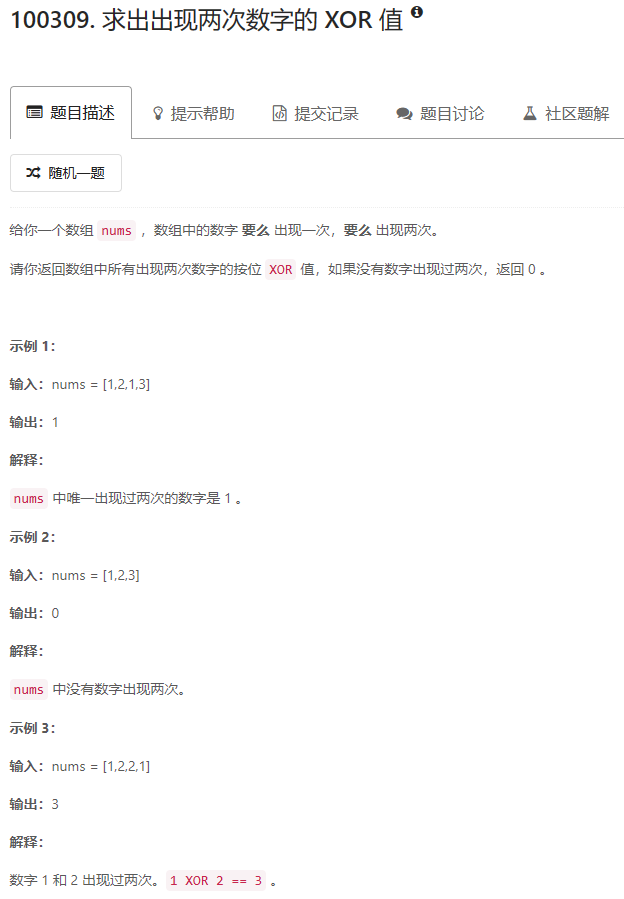 100309. 求出出现两次数字的 XOR 值
题目描述 提示帮助 提交记录 题目讨论 社区题解
随机一题
给你一个数组 nums ，数组中的数字 要么 出现一次，要么 出现两次。
请你返回数组中所有出现两次数字的按位 XOR 值，如果没有数字出现过两次，返回 0 。
示例 1：
输入：nums = [1,2,1,3]
输出：1
解释：
nums 中唯一出现过两次的数字是 1 。
示例 2：
输入：nums = [1,2,3]
输出：0
解释：
nums 中没有数字出现两次。
示例 3：
输入：nums = [1,2,2,1]
输出：3
解释：
数字 1 和 2 出现过两次。1 XOR 2 == 3 。